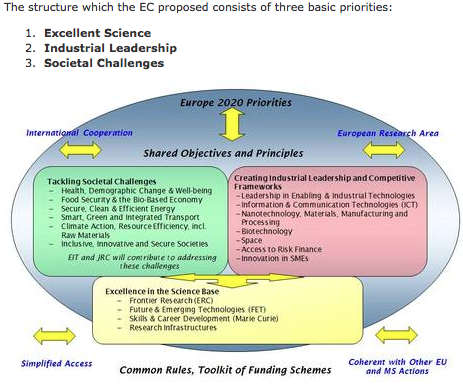 The structure which the EC proposed consists of three basic priorities:
1. Excellent Science
2. Industrial Leadership
3. Societal Challenges
Europe 2020 Priorities
International Cooperation
European Research Area
Shared Objectives and Principles
Tackling Societal Challenges
– Health, Demographic Change & Well-being
– Food Security & the Bio-Based Economy
– Secure, Clean & Efficient Energy
– Smart, Green and Integrated Transport
– Climate Action, Resource Efficiency, incl.
Raw Materials
– Inclusive, Innovative and Secure Societies
EIT and JRC will contribute to addressing
these challenges
Creating Industrial Leadership and Competitive
Frameworks
–Leadership in Enabling & Industrial Technologies
–Information & Communication Technologies (ICT)
–Nanotechnology, Materials, Manufacturing and
Processing
–Biotechnology
–Space
–Access to Risk Finance
–Innovation in SMEs
Excellence in the Science Base
– Frontier Research (ERC)
– Future & Emerging Technologies (FET)
– Skills & Career Development (Marie Curie)
– Research Infrastructures
Simplified Access
Common Rules, Toolkit of Funding Schemes
Coherent with Other EU
and MS Actions